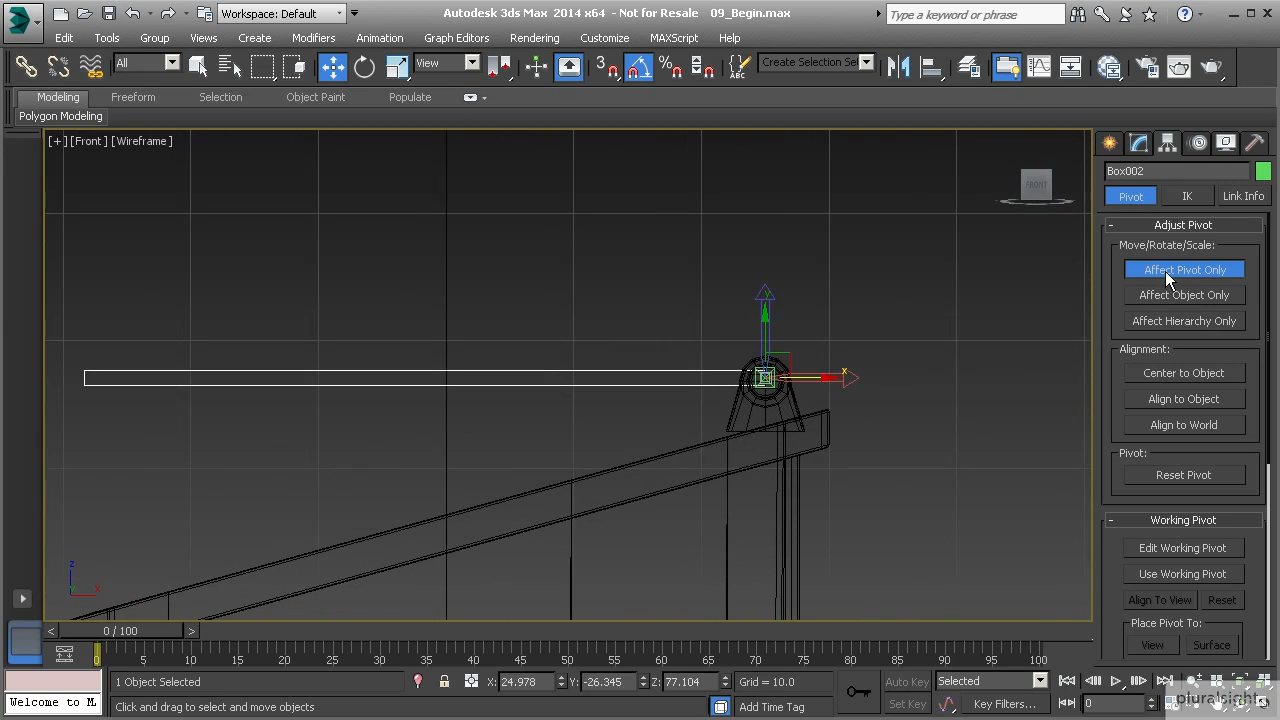 Workspace: Default
Autodesk 3ds Max 2014 x64 - Not for Resale 09_Begin.max
Type a keyword or phrase
Edit Tools Group Views Create Modifiers Animation Graph Editors Rendering Customize MAXScript Help
All
View
3
Create Selection Se
Modeling Freeform Selection Object Paint Populate
Polygon Modeling
[+] [Front] [Wireframe]
FRONT
y
x
z
x
Box002
Pivot IK Link Info
- Adjust Pivot
Move/Rotate/Scale:
Affect Pivot Only
Affect Object Only
Affect Hierarchy Only
Alignment:
Center to Object
Align to Object
Align to World
Pivot:
Reset Pivot
- Working Pivot
Edit Working Pivot
Use Working Pivot
Align To View Reset
Place Pivot To:
View Surface
< 0 / 100 >
0 5 10 15 20 25 30 35 40 45 50 55 60 65 70 75 80 85 90 95 100
1 Object Selected
X: 24.978 Y: -26.345 Z: 77.104 Grid = 10.0
Auto Key Selected
Welcome to M
Click and drag to select and move objects
Add Time Tag
Set Key Key Filters... 0
pluralsight